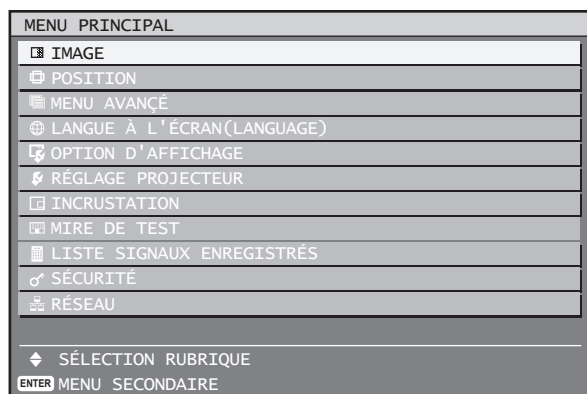 MENU PRINCIPAL
IMAGE
POSITION
MENU AVANÇÉ
LANGUE À L'ÉCRAN(LANGUAGE)
OPTION D'AFFICHAGE
RÉGLAGE PROJECTEUR
INCRUSTATION
MIRE DE TEST
LISTE SIGNAUX ENREGISTRÉS
SÉCURITÉ
RÉSEAU
SÉLECTION RUBRIQUE
ENTER MENU SECONDAIRE